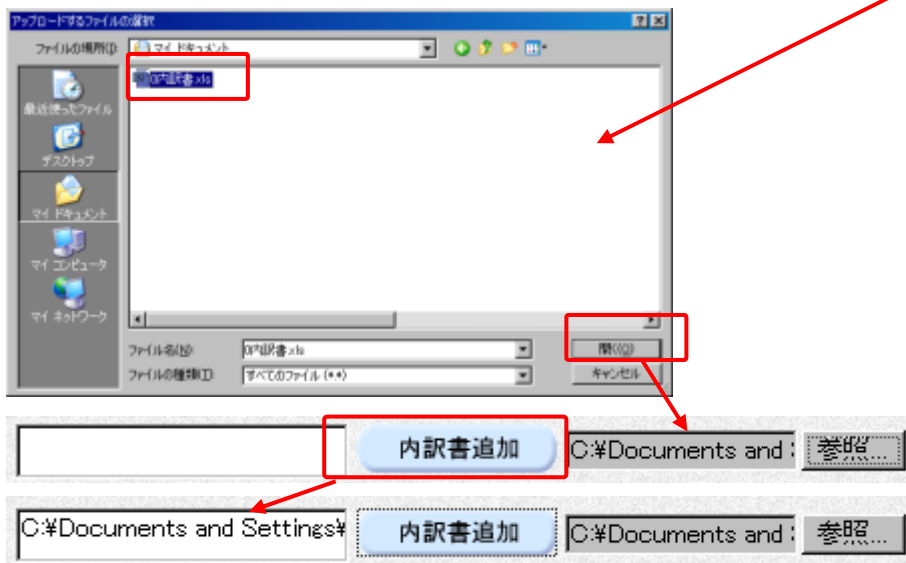 アップロードするファイルの選択
ファイルの場所(I):
マイ ドキュメント
内訳書.xls
最近使ったファイル
デスクトップ
マイ ドキュメント
マイ コンピュータ
マイ ネットワーク
ファイル名(N):
内訳書.xls
開く(O)
ファイルの種類(T):
すべてのファイル (*.*)
キャンセル
内訳書追加
C:¥Documents and
参照...
C:¥Documents and Settings¥
内訳書追加
C:¥Documents and
参照...